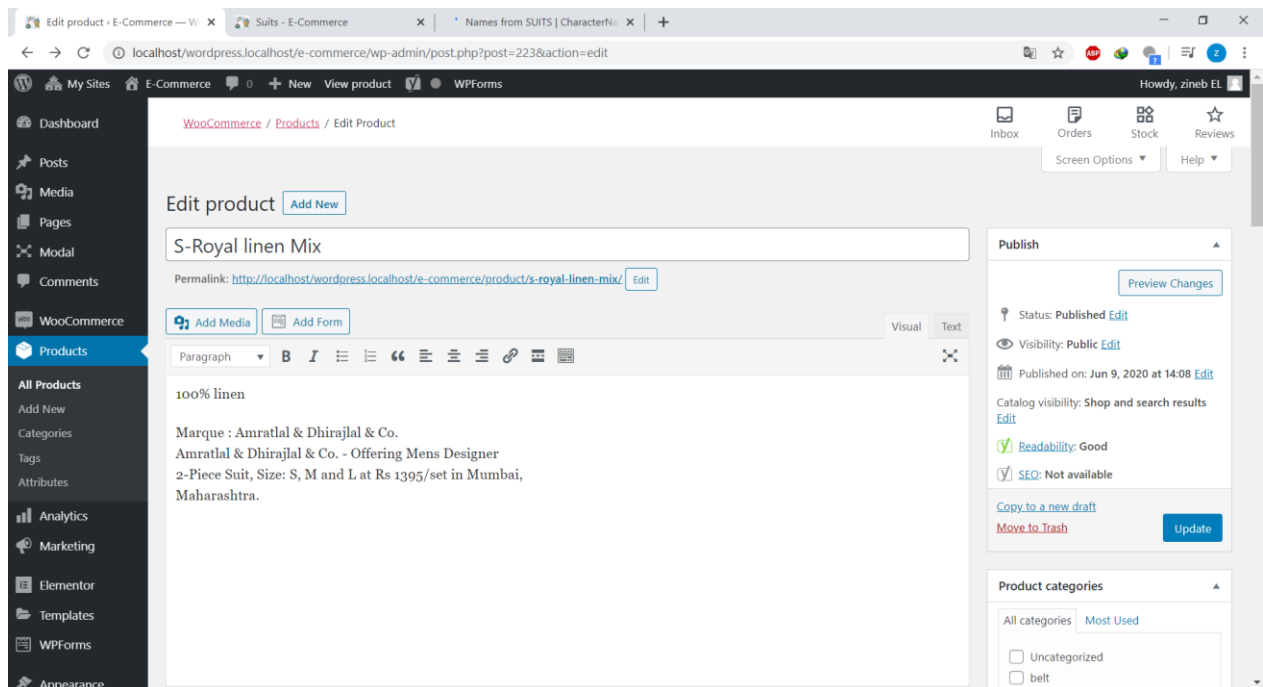 Edit product ‹ E-Commerce — W
Suits - E-Commerce
Names from SUITS | CharacterNa
localhost/wordpress.localhost/e-commerce/wp-admin/post.php?post=223&action=edit
ABP
Z
My Sites
E-Commerce
0
New
View product
WPForms
Howdy, zineb EL
Dashboard
Posts
Media
Pages
Modal
Comments
WooCommerce
Products
All Products
Add New
Categories
Tags
Attributes
Analytics
Marketing
Elementor
Templates
WPForms
Appearance
WooCommerce / Products / Edit Product
Inbox
Orders
Stock
Reviews
Screen Options
Help
Edit product
Add New
S-Royal linen Mix
Permalink: http://localhost/wordpress.localhost/e-commerce/product/s-royal-linen-mix/
Edit
Add Media
Add Form
Visual
Text
Paragraph
B
I
100% linen
Marque : Amratlal & Dhirajlal & Co.
Amratlal & Dhirajlal & Co. - Offering Mens Designer
2-Piece Suit, Size: S, M and L at Rs 1395/set in Mumbai,
Maharashtra.
Publish
Preview Changes
Status: Published Edit
Visibility: Public Edit
Published on: Jun 9, 2020 at 14:08 Edit
Catalog visibility: Shop and search results
Edit
Readability: Good
SEO: Not available
Copy to a new draft
Move to Trash
Update
Product categories
All categories
Most Used
Uncategorized
belt